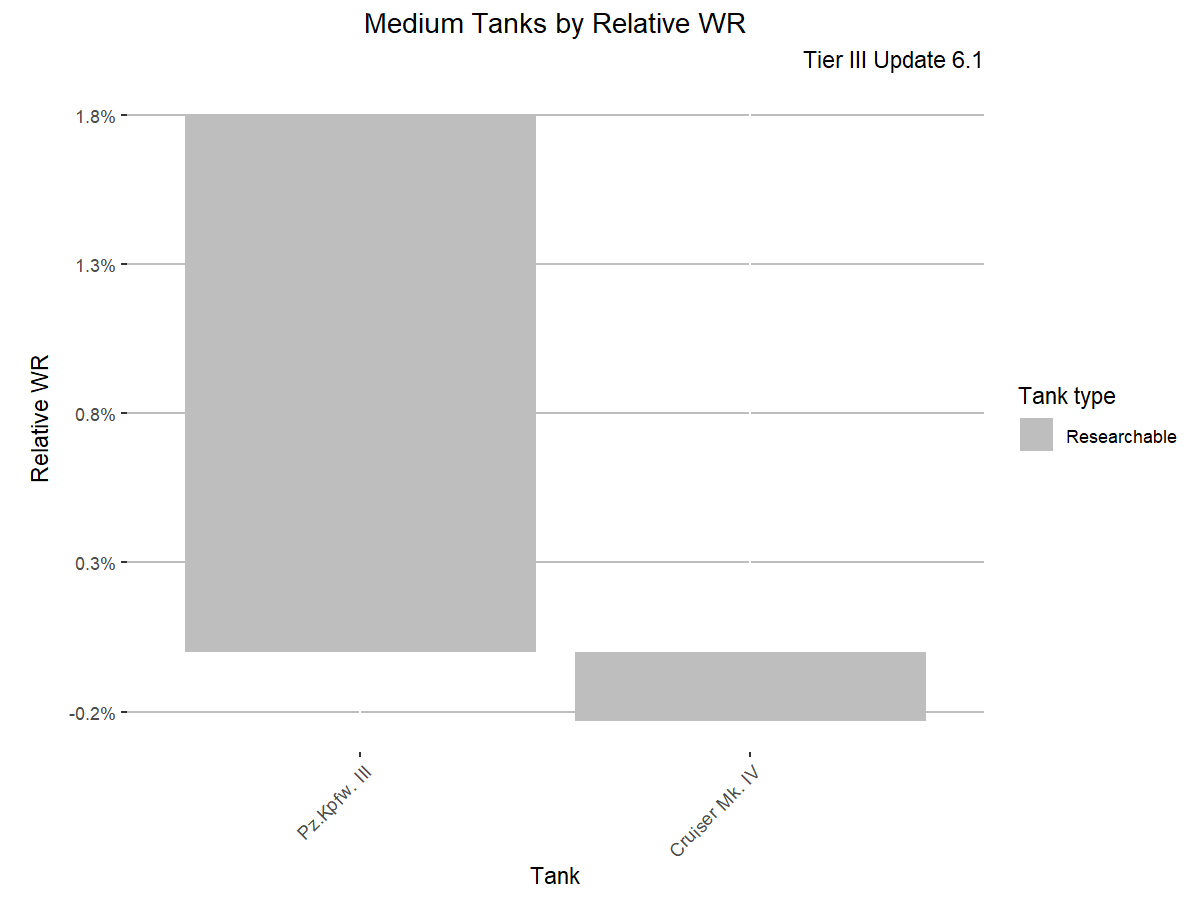 Medium Tanks by Relative WR
Tier III Update 6.1
1.8%
1.3%
0.8%
0.3%
-0.2%
Relative WR
Pz.Kpfw. III
Cruiser Mk. IV
Tank
Tank type
Researchable